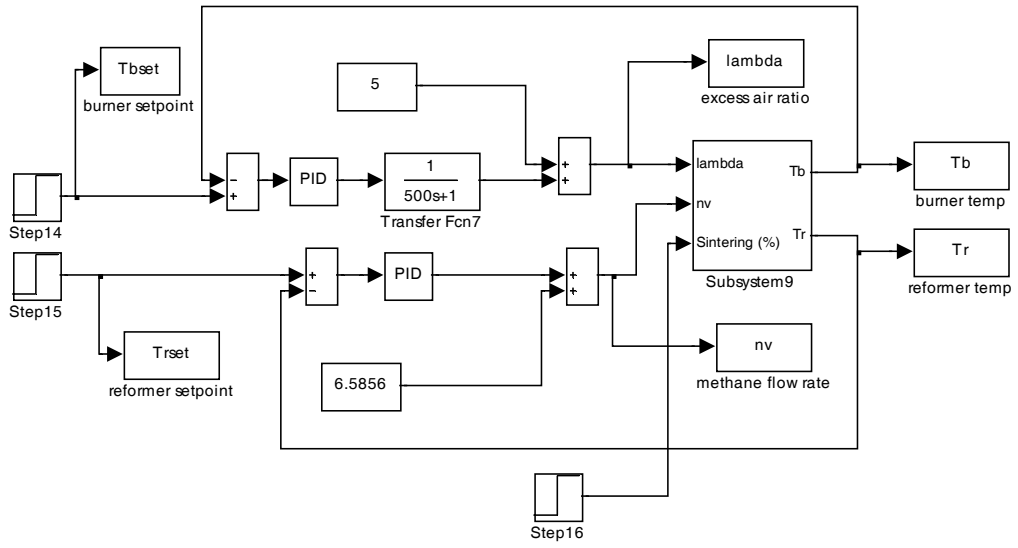 Tbset
burner setpoint
5
lambda
excess air ratio
−
+
PID
1
500s+1
Transfer Fcn7
+
+
lambda
nv
Sintering (%)
Tb
Tr
Subsystem9
Tb
burner temp
Tr
reformer temp
Step14
Step15
+
−
PID
+
+
Trset
reformer setpoint
6.5856
nv
methane flow rate
Step16